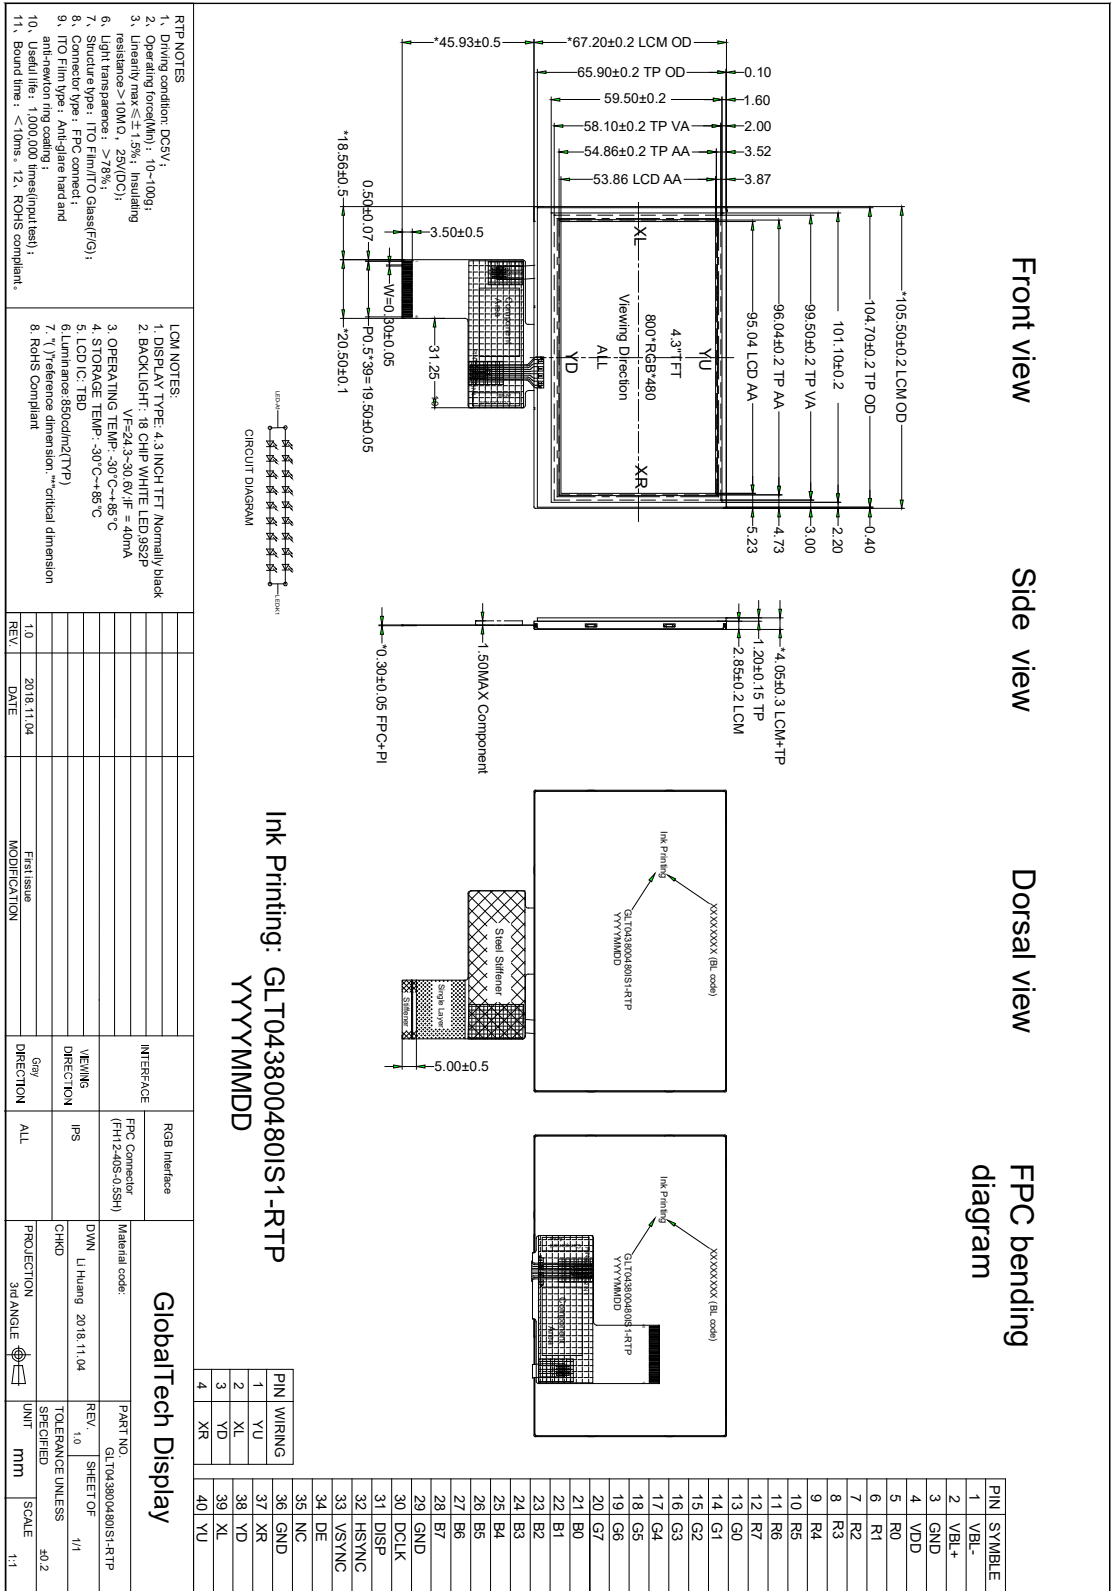 Front view
Side view
Dorsal view
FPC bending
diagram
*105.50±0.2 LCM OD
104.70±0.2 TP OD
0.40
101.10±0.2
2.20
99.50±0.2 TP VA
3.00
96.04±0.2 TP AA
4.73
95.04 LCD AA
5.23
*67.20±0.2 LCM OD
*45.93±0.5
65.90±0.2 TP OD
0.10
59.50±0.2
1.60
58.10±0.2 TP VA
2.00
54.86±0.2 TP AA
3.52
53.86 LCD AA
3.87
YU
XL
XR
YD
4.3"TFT
800*RGB*480
Viewing Direction
ALL
Component
Area
3.50±0.5
31.25
*18.56±0.5
0.50±0.07
W=0.30±0.05
P0.5*39=19.50±0.05
*20.50±0.1
LED-A1
LEDK1
CIRCUIT DIAGRAM
*4.05±0.3 LCM+TP
1.20±0.15 TP
2.85±0.2 LCM
1.50MAX Component
*0.30±0.05 FPC+PI
XXXXXXXX (BL code)
Ink Printing
GLT043800480IS1-RTP
YYYYMMDD
Steel Stiffener
Single Layer
Stiffener
5.00±0.5
XXXXXXXX (BL code)
Ink Printing
GLT043800480IS1-RTP
YYYYMMDD
Component
Area
Ink Printing: GLT043800480IS1-RTP
YYYYMMDD
PIN SYMBLE
1 VBL-
2 VBL+
3 GND
4 VDD
5 R0
6 R1
7 R2
8 R3
9 R4
10 R5
11 R6
12 R7
13 G0
14 G1
15 G2
16 G3
17 G4
18 G5
19 G6
20 G7
21 B0
22 B1
23 B2
24 B3
25 B4
26 B5
27 B6
28 B7
29 GND
30 DCLK
31 DISP
32 HSYNC
33 VSYNC
34 DE
35 NC
36 GND
37 XR
38 YD
39 XL
40 YU
PIN WIRING
1 YU
2 XL
3 YD
4 XR
RTP NOTES
1、Driving condition: DC5V;
2、Operating force(Min)：10~100g;
3、Linearity max≤±1.5%; Insulating
resistance＞10MΩ，25V(DC);
6、Light transparence：＞78%;
7、Structure type：ITO Film/ITO Glass(F/G);
8、Connector type：FPC connect;
9、ITO Film type：Anti-glare hard and
anti-newton ring coating;
10、Useful life：1,000,000 times(input test);
11、Bound time：＜10ms。12、ROHS compliant。
LCM NOTES:
1. DISPLAY TYPE: 4.3 INCH TFT /Normally black
2. BACKLIGHT: 18 CHIP WHITE LED,9S2P
VF=24.3~30.6V,IF = 40mA
3. OPERATING TEMP: -30°C~+85°C
4. STORAGE TEMP: -30°C~+85°C
5. LCD IC: TBD
6.Luminance:850cd/m2(TYP)
7. "( )"reference dimension."*"critical dimension
8. RoHS Compliant
1.0 2018.11.04 First issue
REV. DATE MODIFICATION
INTERFACE
RGB Interface
FPC Connector
(FH12-40S-0.5SH)
VIEWING
DIRECTION
IPS
Gray
DIRECTION
ALL
GlobalTech Display
Material code:
PART NO.
GLT043800480IS1-RTP
DWN Li Huang 2018.11.04
REV. 1.0
SHEET OF 1/1
CHKD
TOLERANCE UNLESS
SPECIFIED ±0.2
PROJECTION
3rd ANGLE
UNIT mm
SCALE 1:1